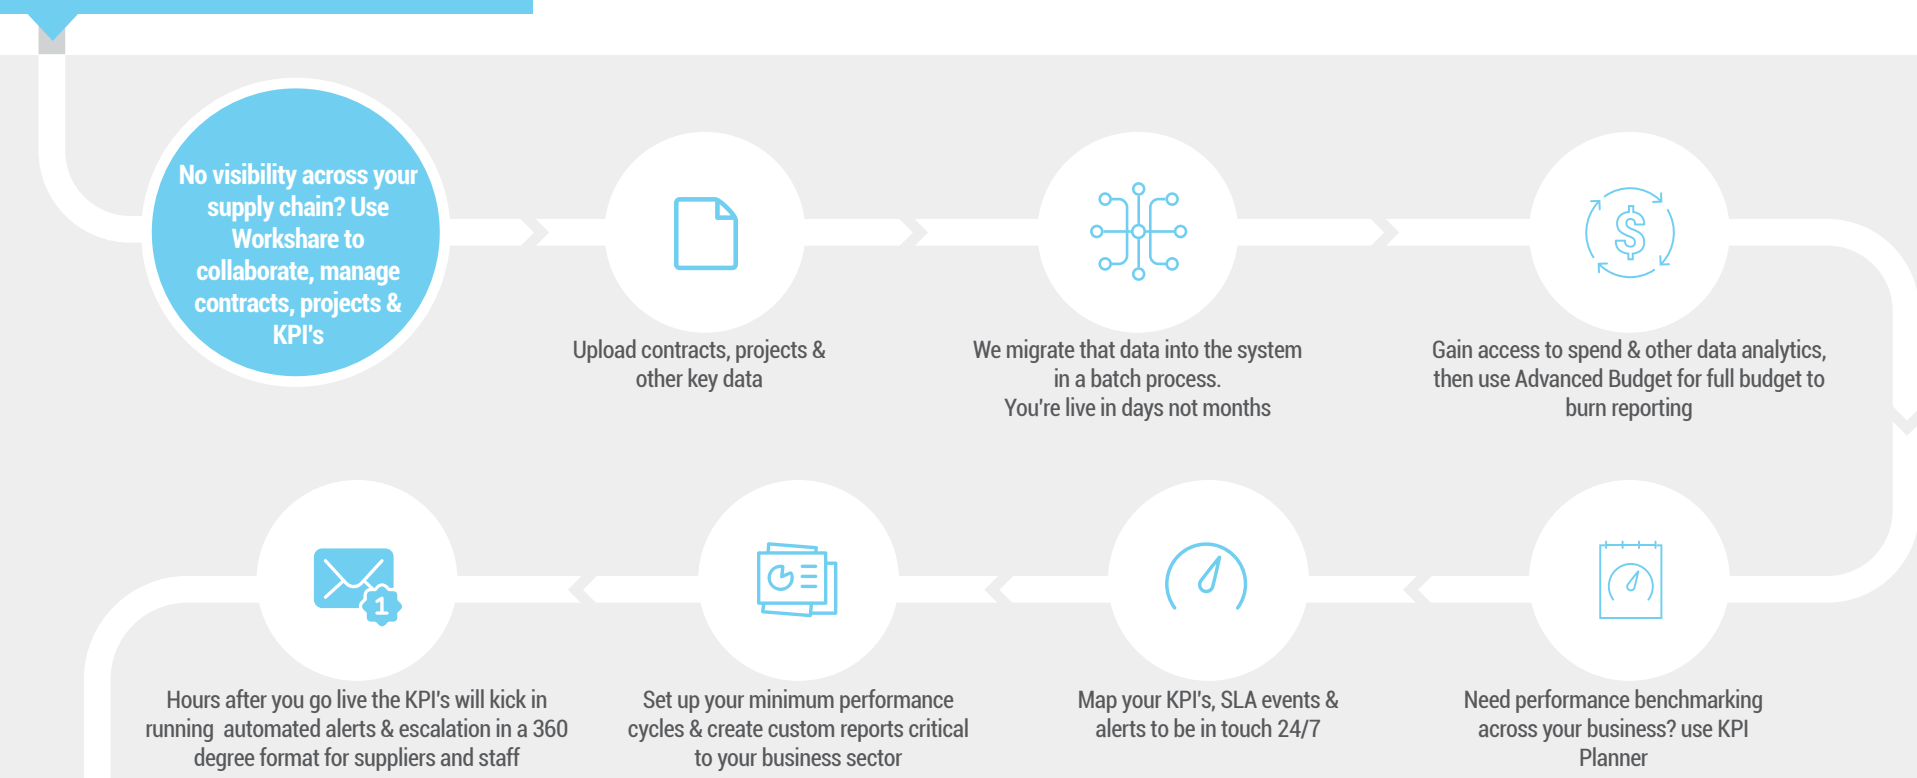 No visibility across your
supply chain? Use
Workshare to
collaborate, manage
contracts, projects &
KPI's
Upload contracts, projects &
other key data
We migrate that data into the system
in a batch process.
You're live in days not months
Gain access to spend & other data analytics,
then use Advanced Budget for full budget to
burn reporting
$
Need performance benchmarking
across your business? use KPI
Planner
Map your KPI's, SLA events &
alerts to be in touch 24/7
Set up your minimum performance
cycles & create custom reports critical
to your business sector
1
Hours after you go live the KPI's will kick in
running  automated alerts & escalation in a 360
degree format for suppliers and staff